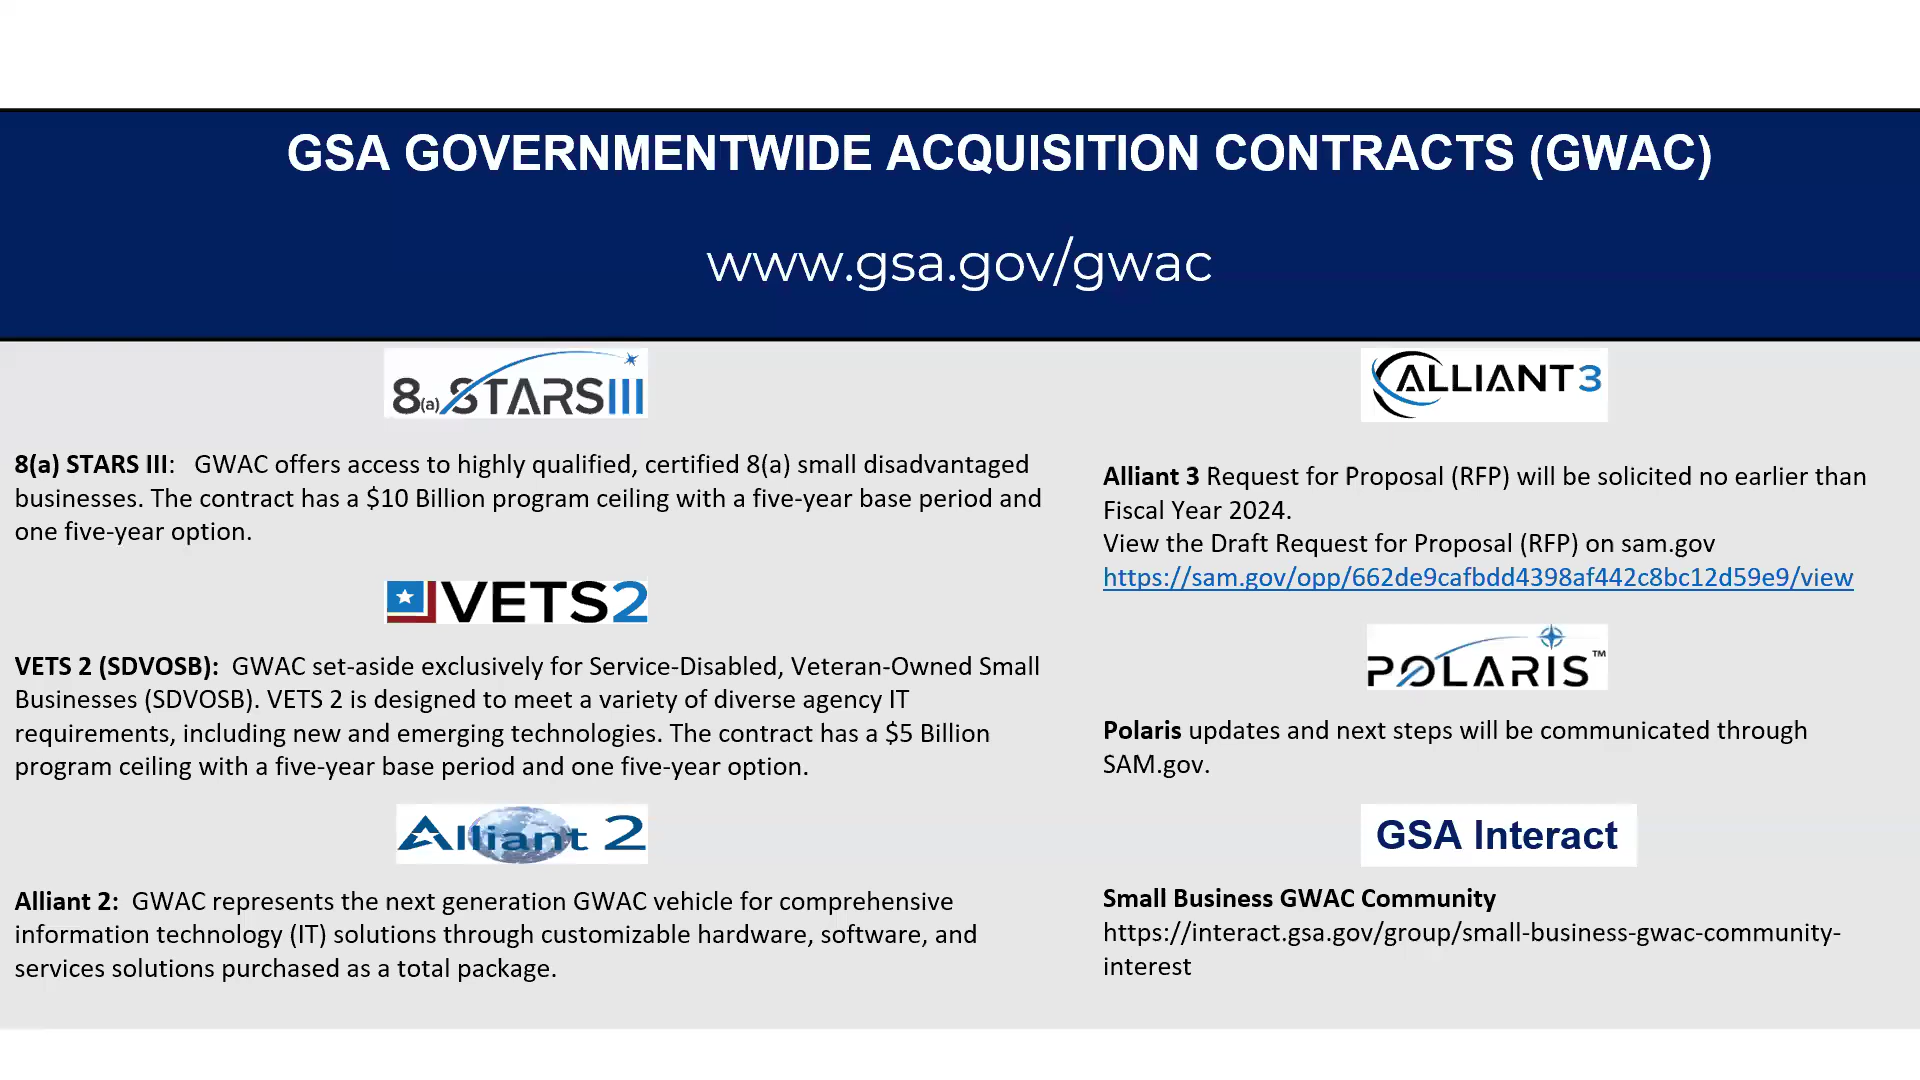 GSA GOVERNMENTWIDE ACQUISITION CONTRACTS (GWAC)
www.gsa.gov/gwac
8(a) STARS III
8(a) STARS III:   GWAC offers access to highly qualified, certified 8(a) small disadvantaged
businesses. The contract has a $10 Billion program ceiling with a five-year base period and
one five-year option.
VETS2
VETS 2 (SDVOSB):  GWAC set-aside exclusively for Service-Disabled, Veteran-Owned Small
Businesses (SDVOSB). VETS 2 is designed to meet a variety of diverse agency IT
requirements, including new and emerging technologies. The contract has a $5 Billion
program ceiling with a five-year base period and one five-year option.
Alliant 2
Alliant 2:  GWAC represents the next generation GWAC vehicle for comprehensive
information technology (IT) solutions through customizable hardware, software, and
services solutions purchased as a total package.
ALLIANT 3
Alliant 3 Request for Proposal (RFP) will be solicited no earlier than
Fiscal Year 2024.
View the Draft Request for Proposal (RFP) on sam.gov
https://sam.gov/opp/662de9cafbdd4398af442c8bc12d59e9/view
POLARIS™
Polaris updates and next steps will be communicated through
SAM.gov.
GSA Interact
Small Business GWAC Community
https://interact.gsa.gov/group/small-business-gwac-community-
interest